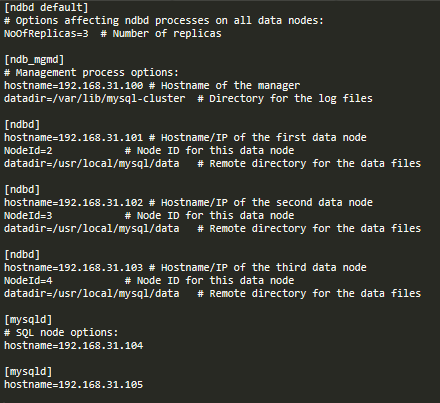 [ndbd default]
# Options affecting ndbd processes on all data nodes:
NoOfReplicas=3  # Number of replicas

[ndb_mgmd]
# Management process options:
hostname=192.168.31.100 # Hostname of the manager
datadir=/var/lib/mysql-cluster  # Directory for the log files

[ndbd]
hostname=192.168.31.101 # Hostname/IP of the first data node
NodeId=2            # Node ID for this data node
datadir=/usr/local/mysql/data   # Remote directory for the data files

[ndbd]
hostname=192.168.31.102 # Hostname/IP of the second data node
NodeId=3            # Node ID for this data node
datadir=/usr/local/mysql/data   # Remote directory for the data files

[ndbd]
hostname=192.168.31.103 # Hostname/IP of the third data node
NodeId=4            # Node ID for this data node
datadir=/usr/local/mysql/data   # Remote directory for the data files

[mysqld]
# SQL node options:
hostname=192.168.31.104

[mysqld]
hostname=192.168.31.105